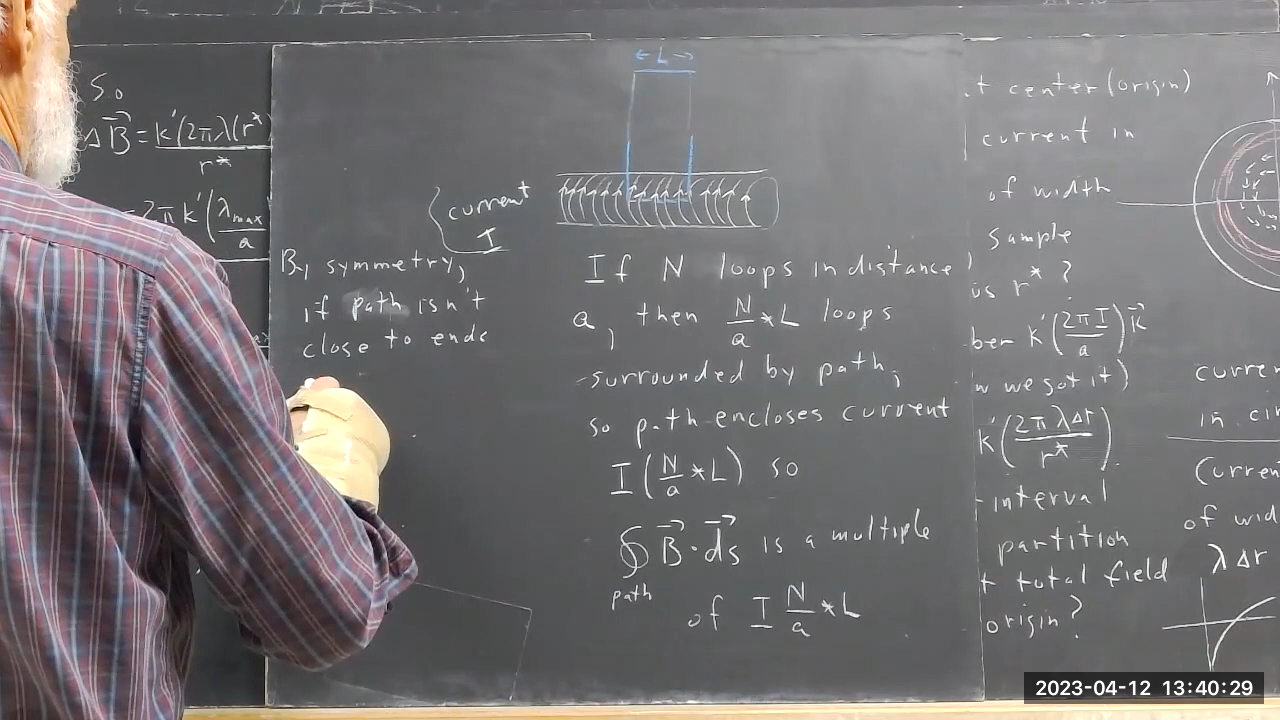 So
ΔB = k'(2πλ(r*)
r*
= 2πk'(λmax
a
← L →
current
I
By symmetry,
if path isn't
close to ends
If N loops in distance
a, then N/a * L loops
surrounded by path,
so path encloses current
I(N/a * L) so
∮ B · ds is a multiple
path
of I N/a * L
t center (origin)
current in
of width
sample
us r* ?
ber k'(2πI/a) k
w we got it)
k'(2πλΔr/r*)
interval
partition
t total field
origin?
curren
in cir
(curren
of wid
λΔr
2023-04-12 13:40:29